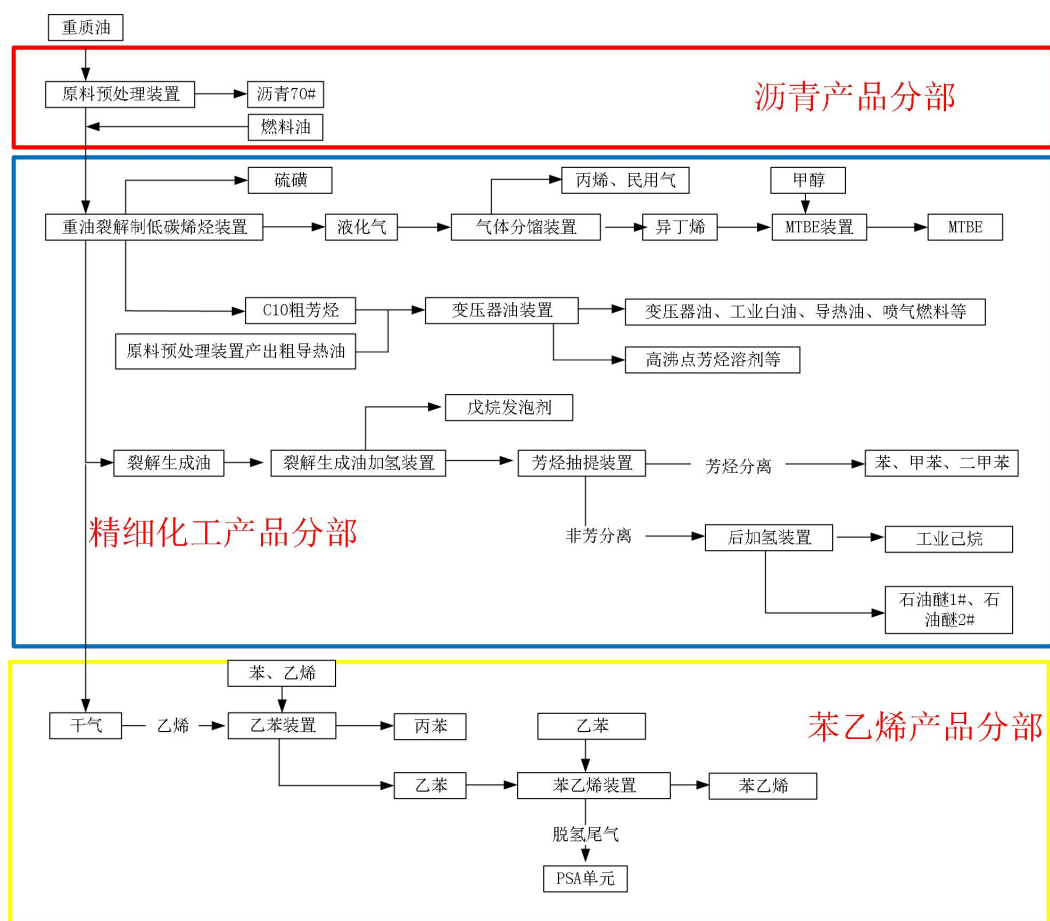 重质油
原料预处理装置
沥青70#
沥青产品分部
燃料油
硫磺
丙烯、民用气
甲醇
重油裂解制低碳烯烃装置
液化气
气体分馏装置
异丁烯
MTBE装置
MTBE
C10粗芳烃
变压器油装置
变压器油、工业白油、导热油、喷气燃料等
原料预处理装置产出粗导热油
高沸点芳烃溶剂等
戊烷发泡剂
裂解生成油
裂解生成油加氢装置
芳烃抽提装置
芳烃分离
苯、甲苯、二甲苯
精细化工产品分部
非芳分离
后加氢装置
工业己烷
石油醚1#、石
油醚2#
苯、乙烯
干气
乙烯
乙苯装置
丙苯
乙苯
苯乙烯产品分部
乙苯
苯乙烯装置
苯乙烯
脱氢尾气
PSA单元